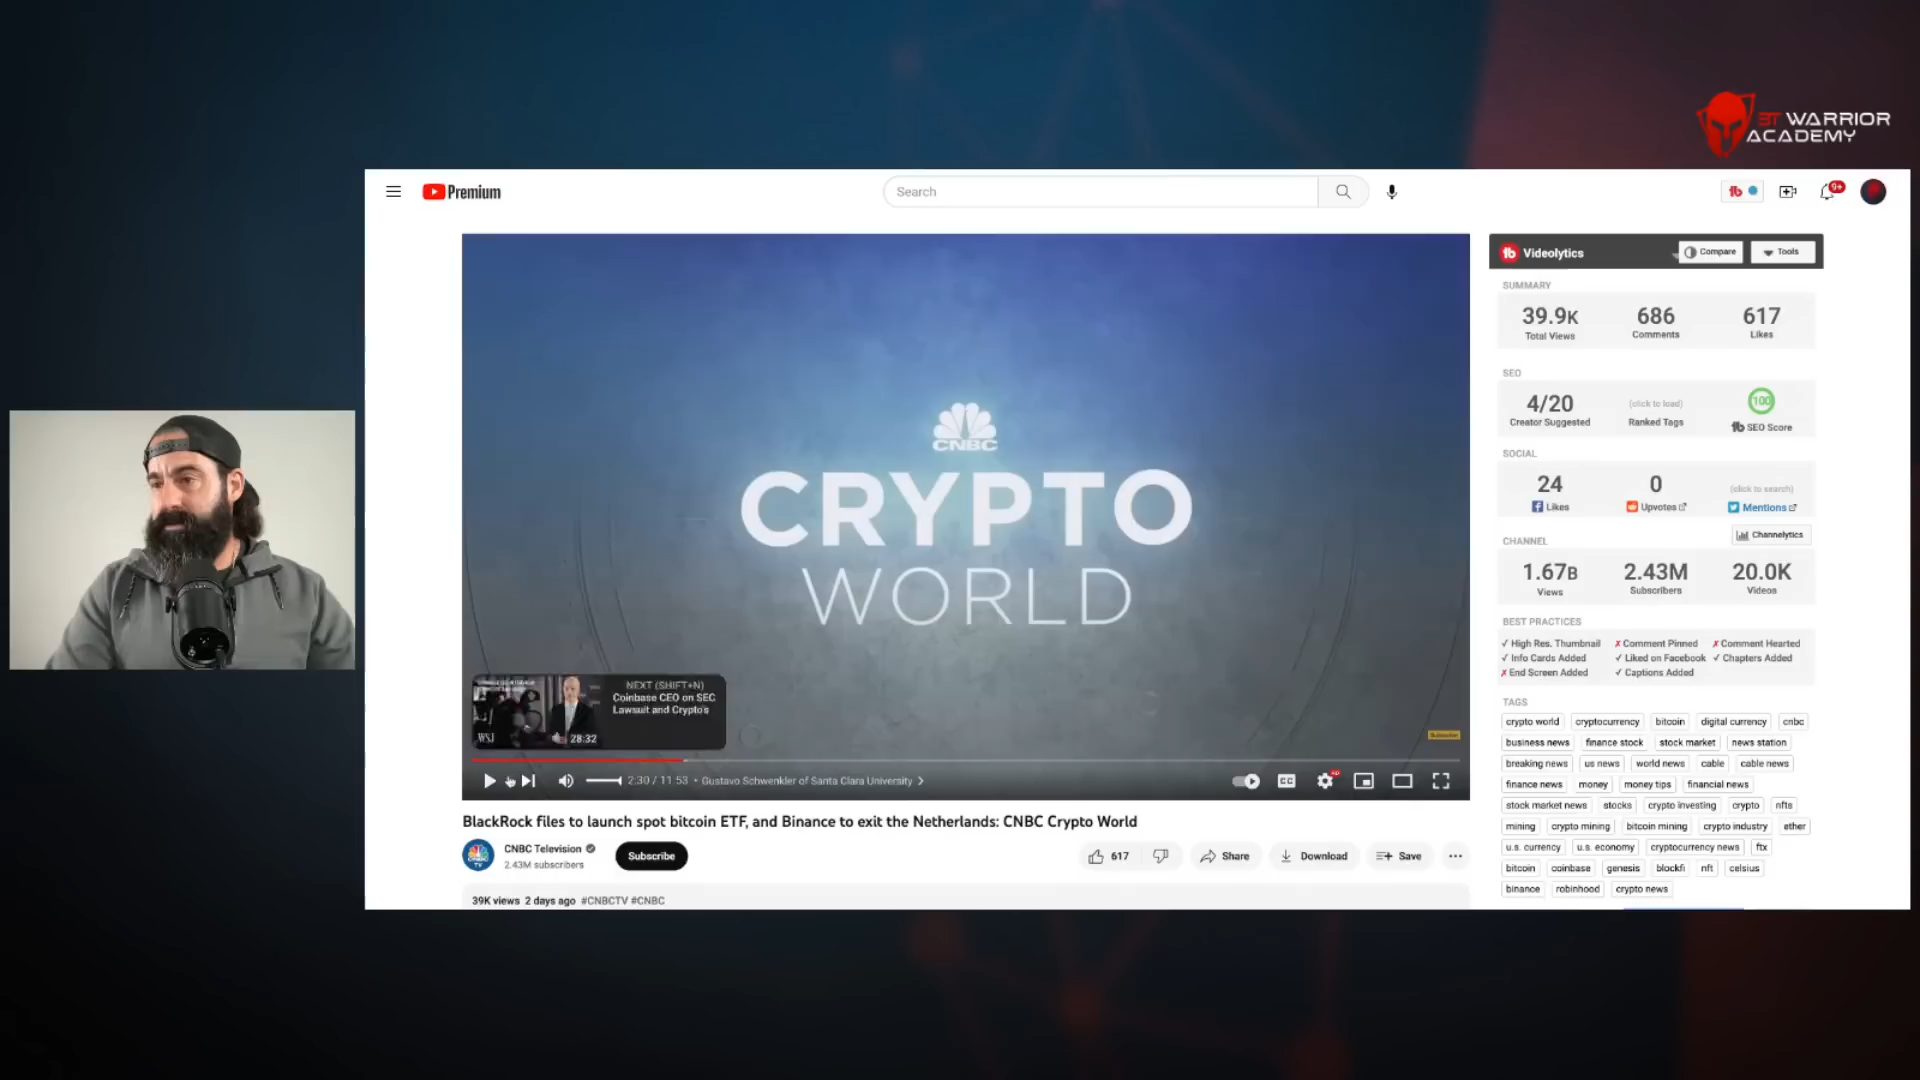 3T WARRIOR
ACADEMY
Premium
Search
9+
CNBC
CRYPTO
WORLD
NEXT (SHIFT+N)
Coinbase CEO on SEC
Lawsuit and Crypto's
WSJ
28:32
Subscribe
2:30 / 11:53 • Gustavo Schwenkler of Santa Clara University
CC
HD
BlackRock files to launch spot bitcoin ETF, and Binance to exit the Netherlands: CNBC Crypto World
CNBC Television
2.43M subscribers
Subscribe
617
Share
Download
Save
39K views 2 days ago #CNBCTV #CNBC
tb Videolytics
Compare
Tools
SUMMARY
39.9K 686 617
Total Views Comments Likes
SEO
4/20 (click to load) 100
Creator Suggested Ranked Tags tb SEO Score
SOCIAL
24 0 (click to search)
Likes Upvotes Mentions
CHANNEL
Channelytics
1.67B 2.43M 20.0K
Views Subscribers Videos
BEST PRACTICES
✓ High Res. Thumbnail ✗ Comment Pinned ✗ Comment Hearted
✓ Info Cards Added ✓ Liked on Facebook ✓ Chapters Added
✗ End Screen Added ✓ Captions Added
TAGS
crypto world cryptocurrency bitcoin digital currency cnbc
business news finance stock stock market news station
breaking news us news world news cable cable news
finance news money money tips financial news
stock market news stocks crypto investing crypto nfts
mining crypto mining bitcoin mining crypto industry ether
u.s. currency u.s. economy cryptocurrency news ftx
bitcoin coinbase genesis blockfi nft celsius
binance robinhood crypto news